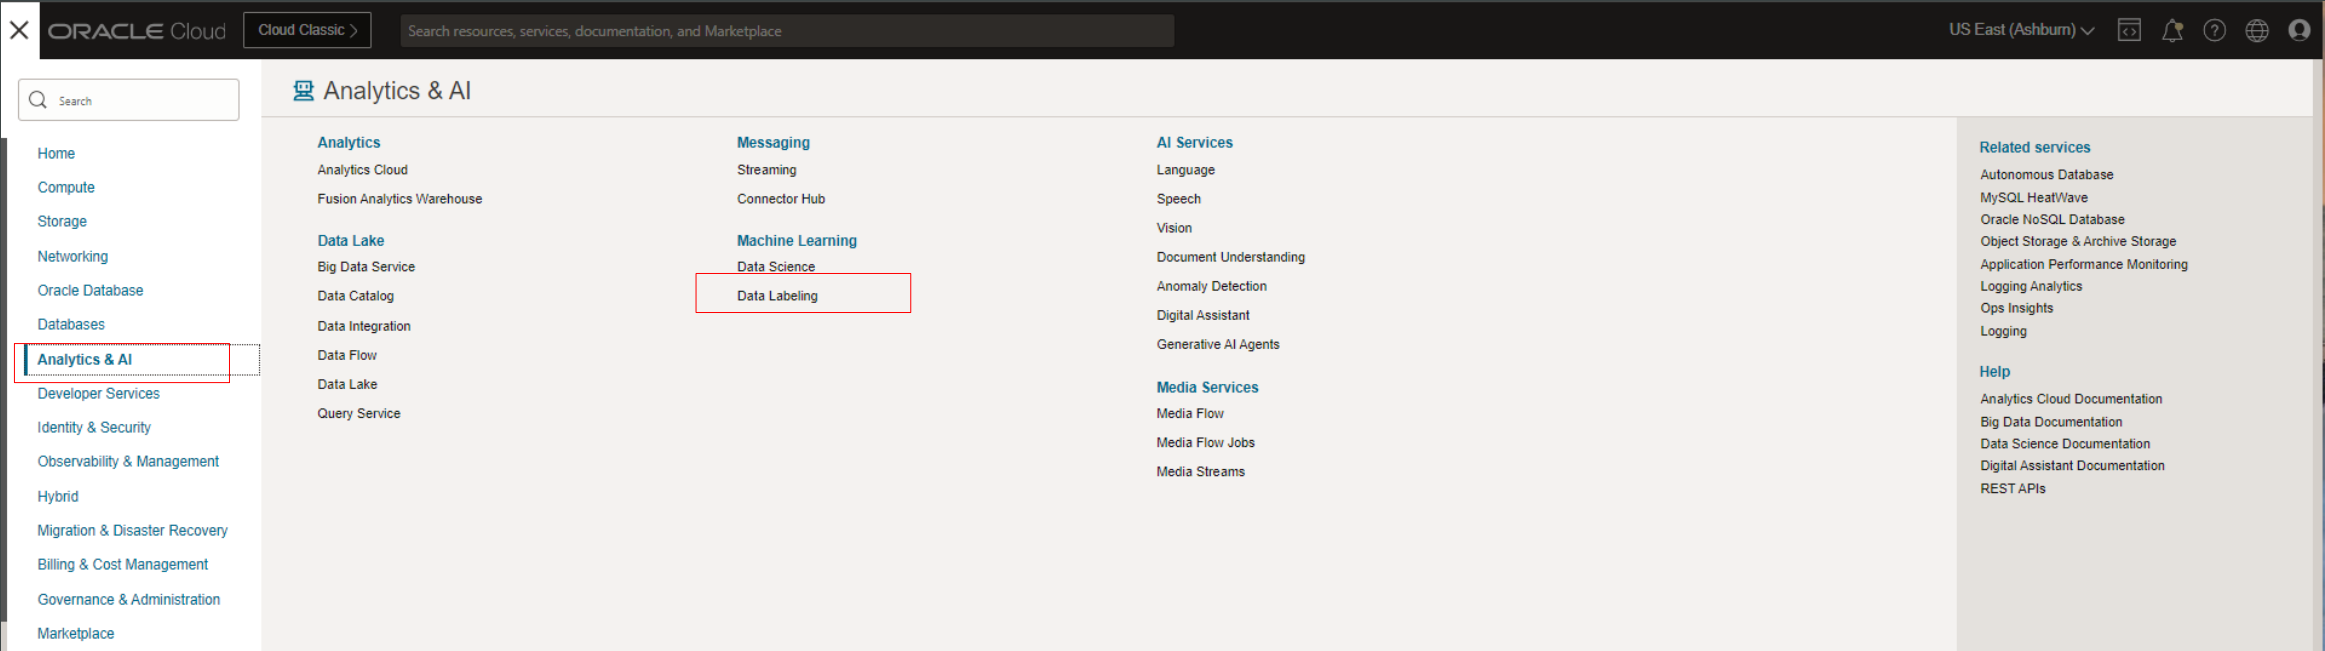 ORACLE Cloud
Cloud Classic >
Search resources, services, documentation, and Marketplace
US East (Ashburn)
Search
Home
Compute
Storage
Networking
Oracle Database
Databases
Analytics & AI
Developer Services
Identity & Security
Observability & Management
Hybrid
Migration & Disaster Recovery
Billing & Cost Management
Governance & Administration
Marketplace
Analytics & AI
Analytics
Analytics Cloud
Fusion Analytics Warehouse
Data Lake
Big Data Service
Data Catalog
Data Integration
Data Flow
Data Lake
Query Service
Messaging
Streaming
Connector Hub
Machine Learning
Data Science
Data Labeling
AI Services
Language
Speech
Vision
Document Understanding
Anomaly Detection
Digital Assistant
Generative AI Agents
Media Services
Media Flow
Media Flow Jobs
Media Streams
Related services
Autonomous Database
MySQL HeatWave
Oracle NoSQL Database
Object Storage & Archive Storage
Application Performance Monitoring
Logging Analytics
Ops Insights
Logging
Help
Analytics Cloud Documentation
Big Data Documentation
Data Science Documentation
Digital Assistant Documentation
REST APIs